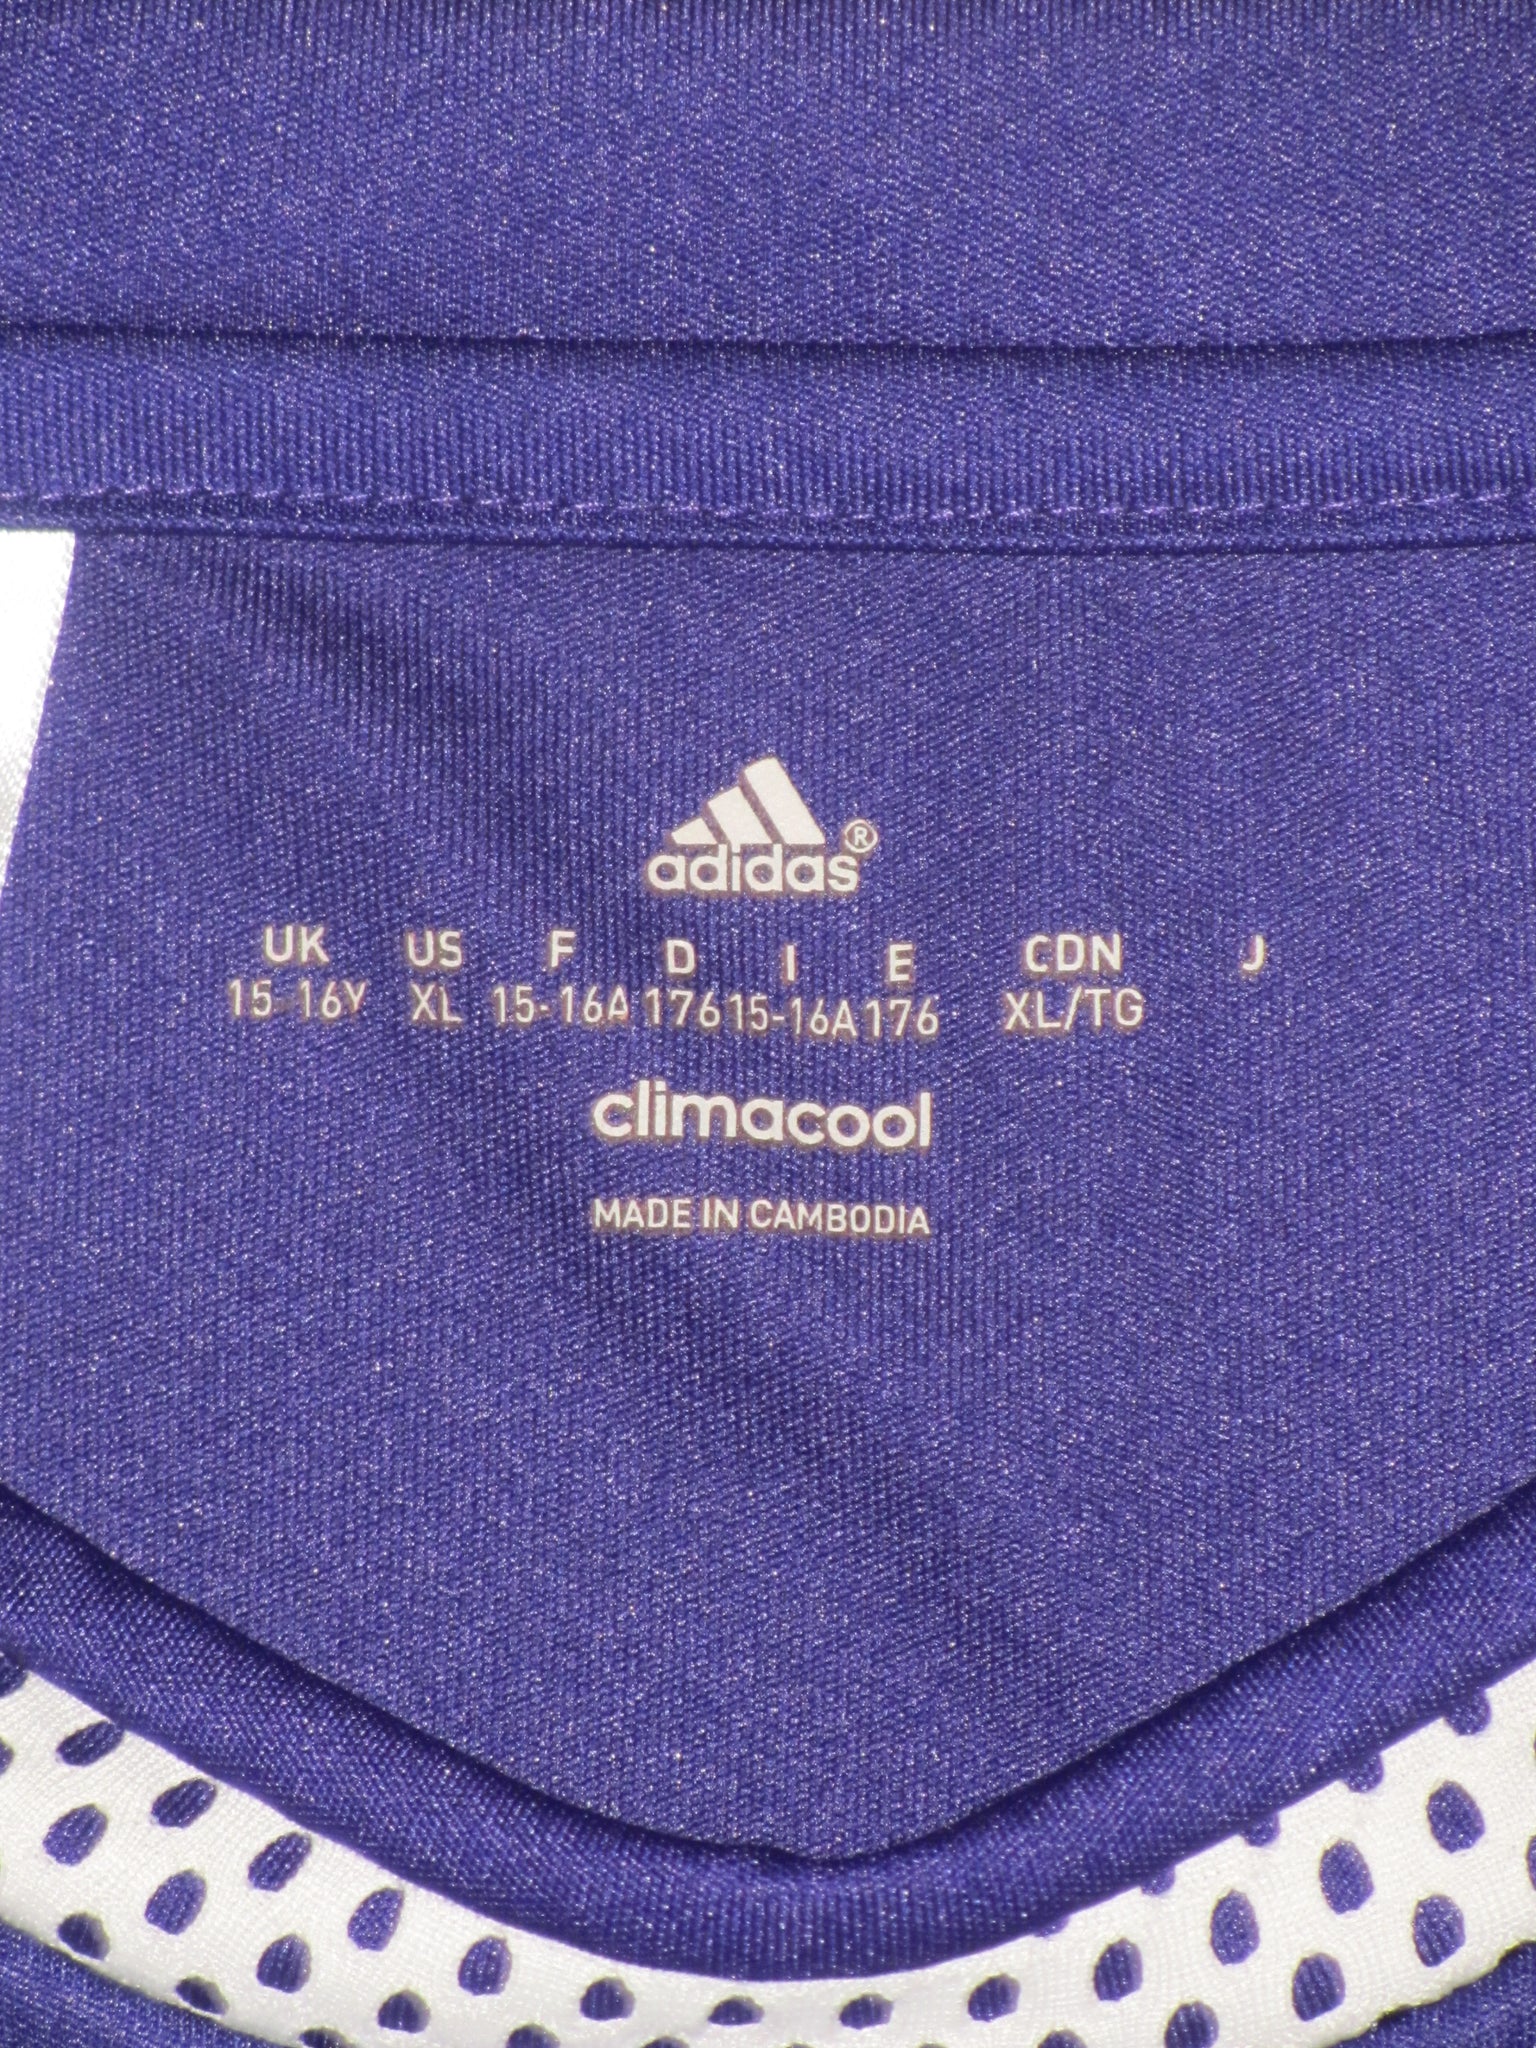 adidas®
UK US F D I E CDN J
15-16Y XL 15-16A 176 15-16A 176 XL/TG
climacool
MADE IN CAMBODIA